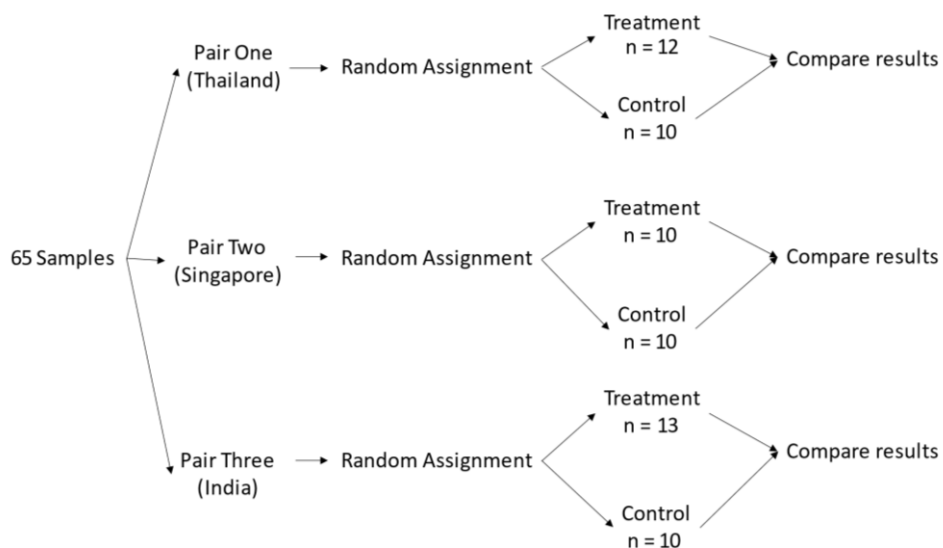 Pair One
(Thailand)
Random Assignment
Treatment
n = 12
Control
n = 10
Compare results
65 Samples
Pair Two
(Singapore)
Random Assignment
Treatment
n = 10
Control
n = 10
Compare results
Pair Three
(India)
Random Assignment
Treatment
n = 13
Control
n = 10
Compare results